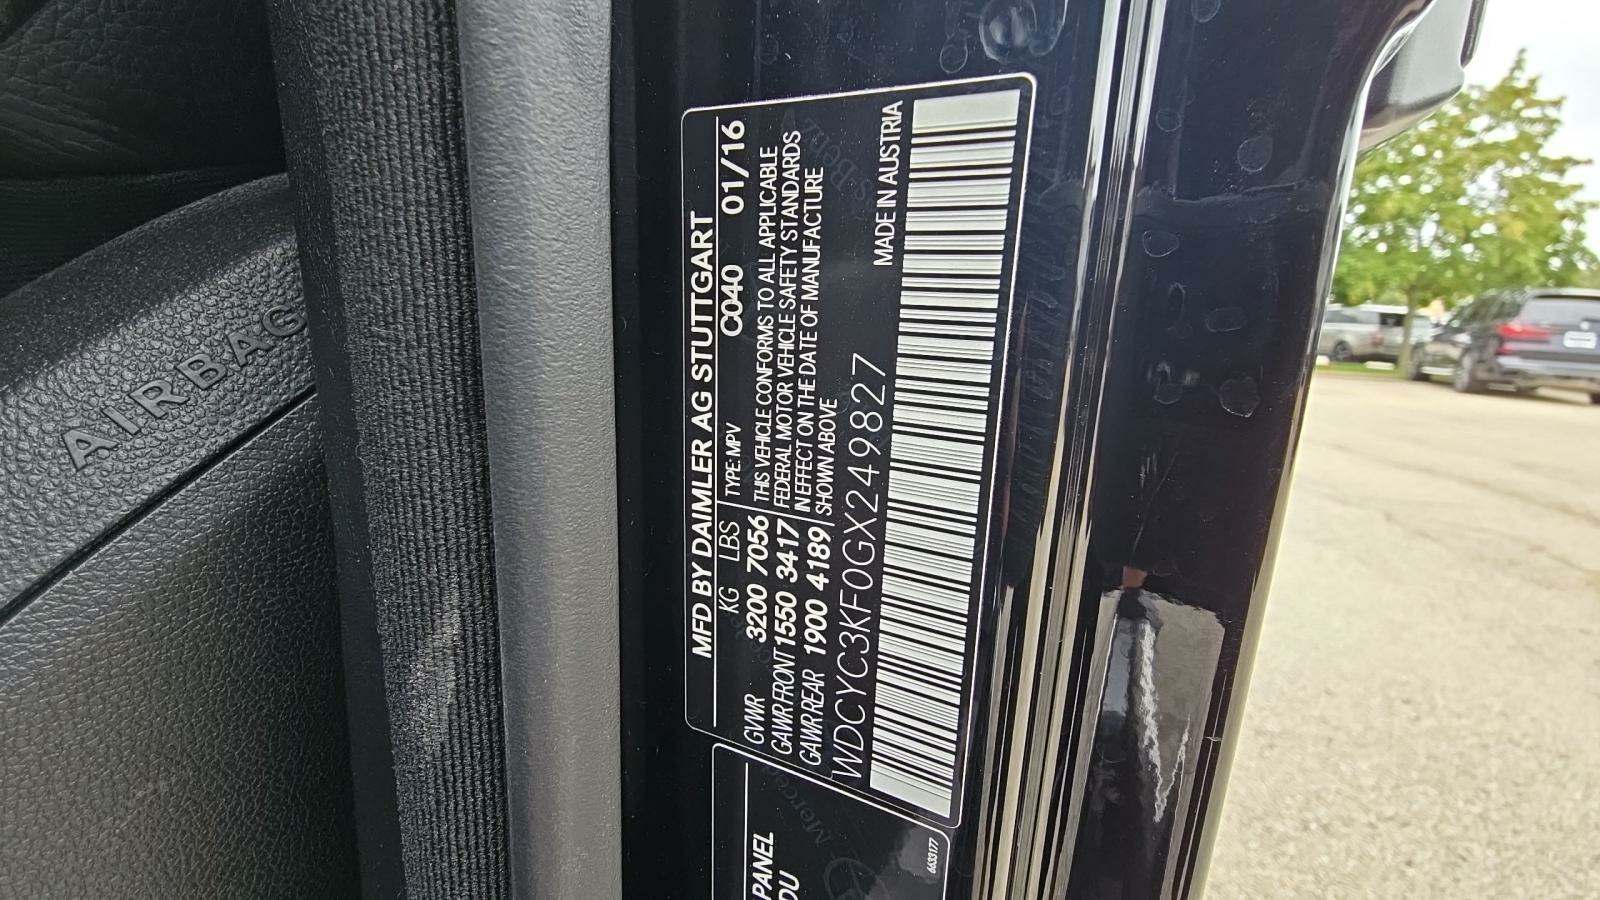 AIRBAG
MFD BY DAIMLER AG STUTTGART
KG LBS TYPE: MPV C040 01/16
GVWR 3200 7056
GAWR FRONT 1550 3417
GAWR REAR 1900 4189
THIS VEHICLE CONFORMS TO ALL APPLICABLE
FEDERAL MOTOR VEHICLE SAFETY STANDARDS
IN EFFECT ON THE DATE OF MANUFACTURE
SHOWN ABOVE
WDCYC3KF0GX249827
MADE IN AUSTRIA
PANEL
6633177